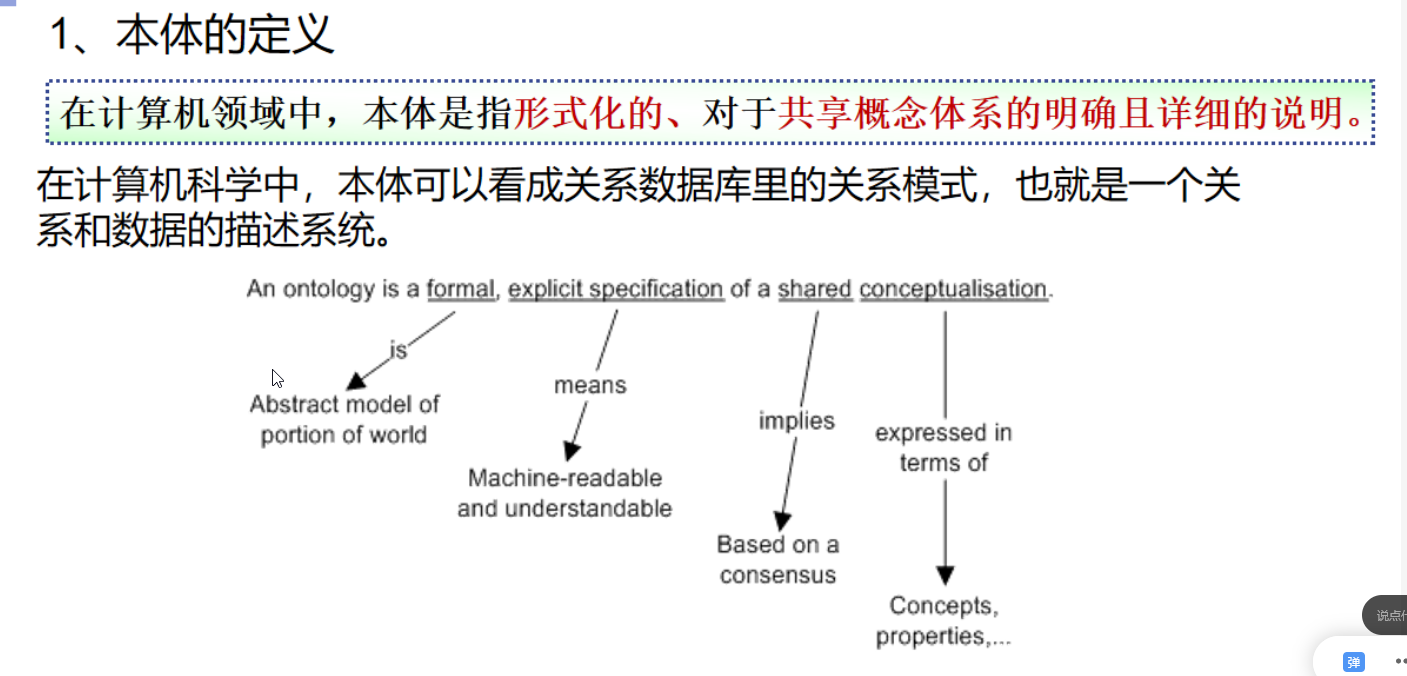 1、本体的定义
在计算机领域中，本体是指形式化的、对于共享概念体系的明确且详细的说明。
在计算机科学中，本体可以看成关系数据库里的关系模式，也就是一个关
系和数据的描述系统。
An ontology is a formal, explicit specification of a shared conceptualisation.
is
Abstract model of
portion of world
means
Machine-readable
and understandable
implies
Based on a
consensus
expressed in
terms of
Concepts,
properties,...
说点
弹